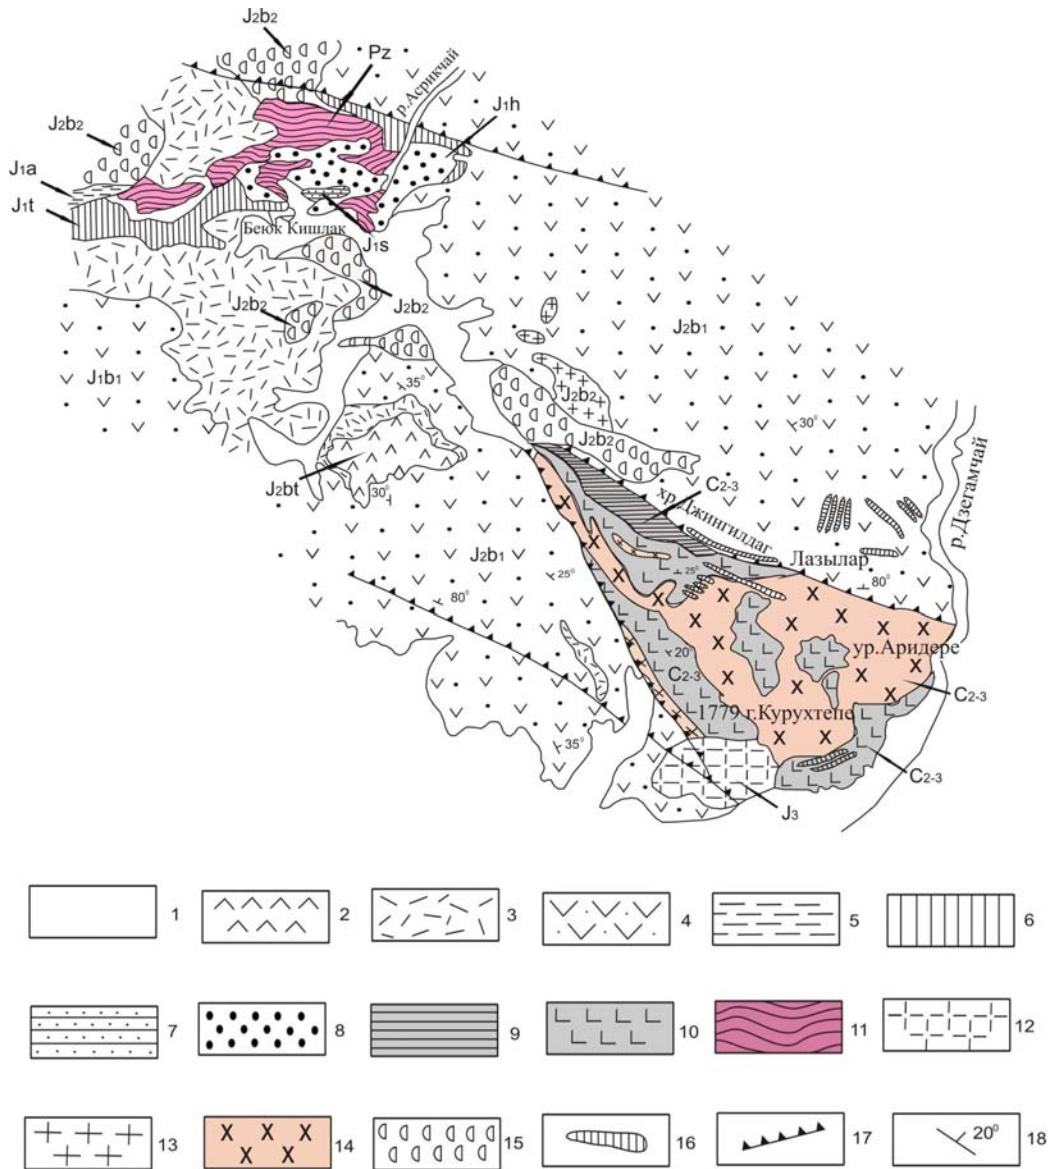 J2b2
Pz
р.Асрикчай
J2b2
J1h
J1a
J1t
Беюк Кишлак
J1s
J2b2
J2b2
J2b1
J1b1
35°
J2b2
J2b2
30°
J2bt
30°
C2-3
хр.Джингилдаг
р.Дзегамчай
J2b1
25°
25°
Лазылар
80°
80°
20
ур.Аридере
C2-3
C2-3
1779 г.Курухтепе
35°
C2-3
J3
1
2
3
4
5
6
7
8
9
10
11
12
13
14
15
16
17
20° 18